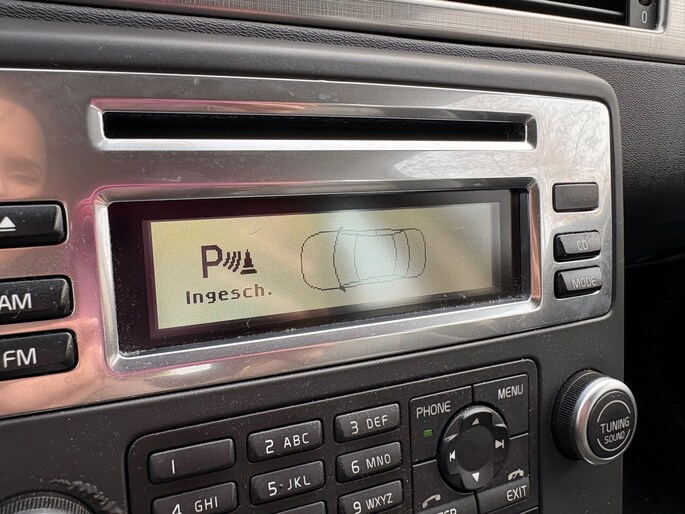 P
Ingesch.
AM
FM
CD
MODE
1
2 ABC
3 DEF
4 GHI
5 JKL
6 MNO
9 WXYZ
PHONE
MENU
EXIT
TUNING
SOUND
0